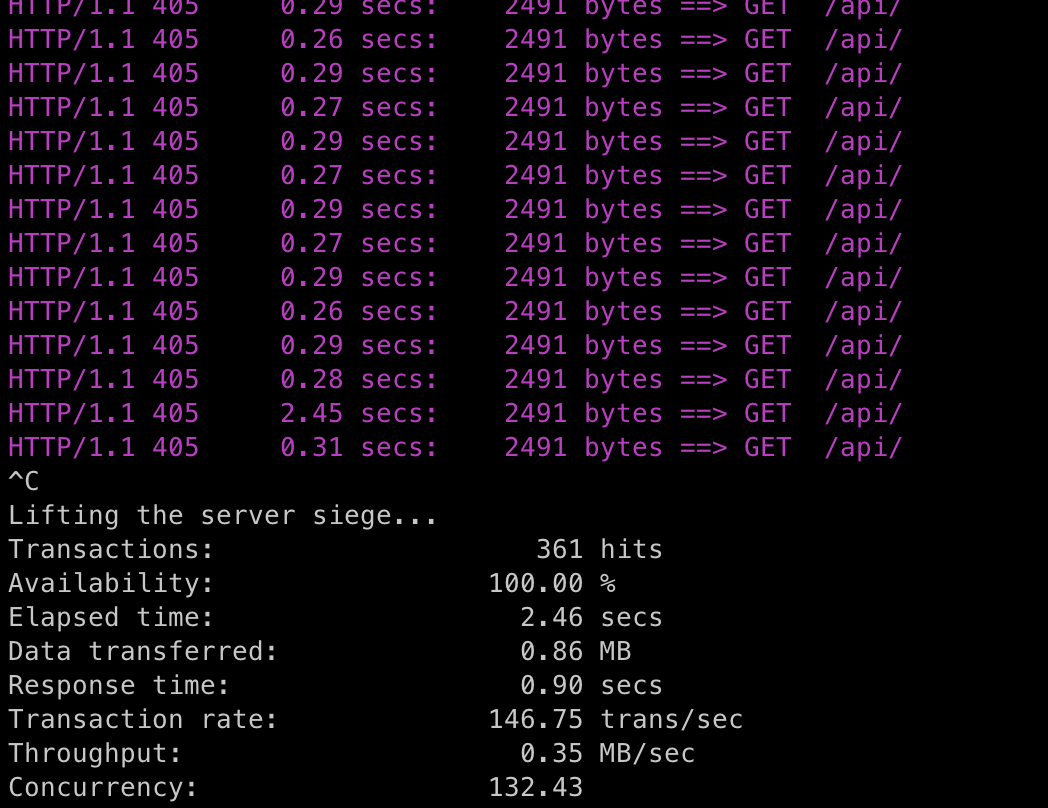 HTTP/1.1 405     0.29 secs:    2491 bytes ==> GET  /api/
HTTP/1.1 405     0.26 secs:    2491 bytes ==> GET  /api/
HTTP/1.1 405     0.29 secs:    2491 bytes ==> GET  /api/
HTTP/1.1 405     0.27 secs:    2491 bytes ==> GET  /api/
HTTP/1.1 405     0.29 secs:    2491 bytes ==> GET  /api/
HTTP/1.1 405     0.27 secs:    2491 bytes ==> GET  /api/
HTTP/1.1 405     0.29 secs:    2491 bytes ==> GET  /api/
HTTP/1.1 405     0.27 secs:    2491 bytes ==> GET  /api/
HTTP/1.1 405     0.29 secs:    2491 bytes ==> GET  /api/
HTTP/1.1 405     0.26 secs:    2491 bytes ==> GET  /api/
HTTP/1.1 405     0.29 secs:    2491 bytes ==> GET  /api/
HTTP/1.1 405     0.28 secs:    2491 bytes ==> GET  /api/
HTTP/1.1 405     2.45 secs:    2491 bytes ==> GET  /api/
HTTP/1.1 405     0.31 secs:    2491 bytes ==> GET  /api/
^C
Lifting the server siege...
Transactions:                    361 hits
Availability:                 100.00 %
Elapsed time:                   2.46 secs
Data transferred:               0.86 MB
Response time:                  0.90 secs
Transaction rate:             146.75 trans/sec
Throughput:                     0.35 MB/sec
Concurrency:                  132.43